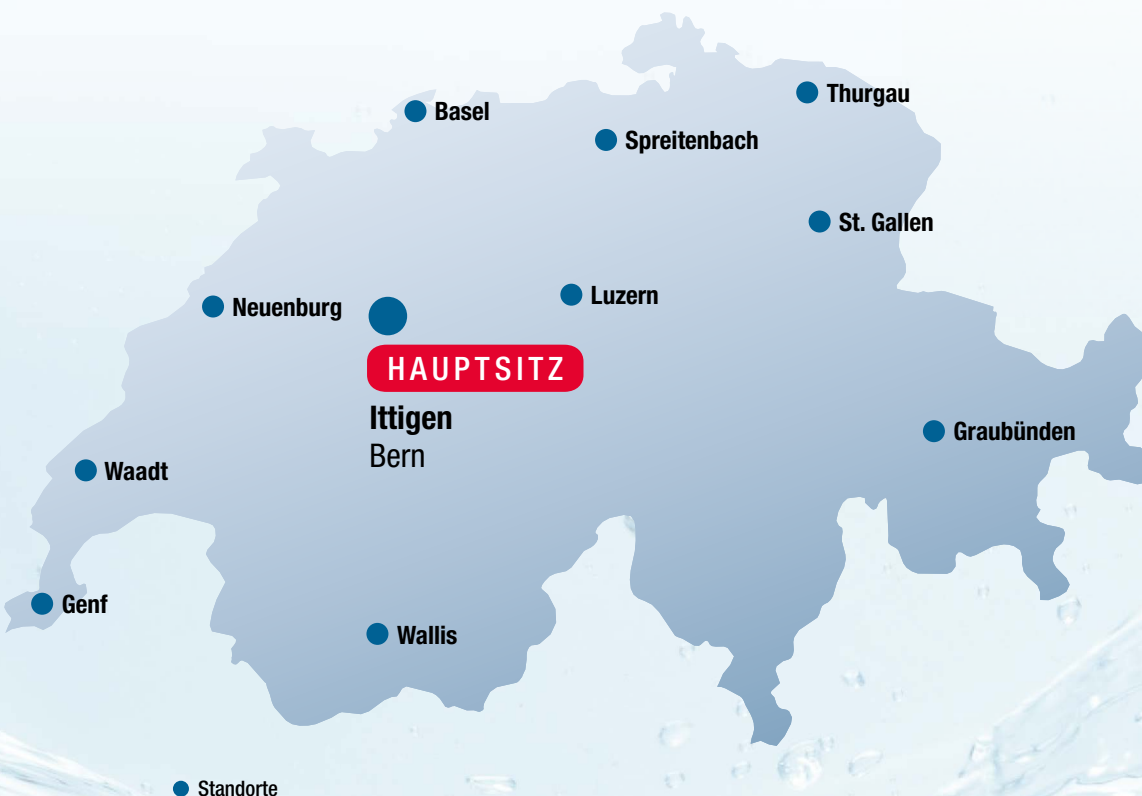 Thurgau
Basel
Spreitenbach
St. Gallen
Luzern
Neuenburg
HAUPTSITZ
Ittigen
Bern
Graubünden
Waadt
Genf
Wallis
Standorte